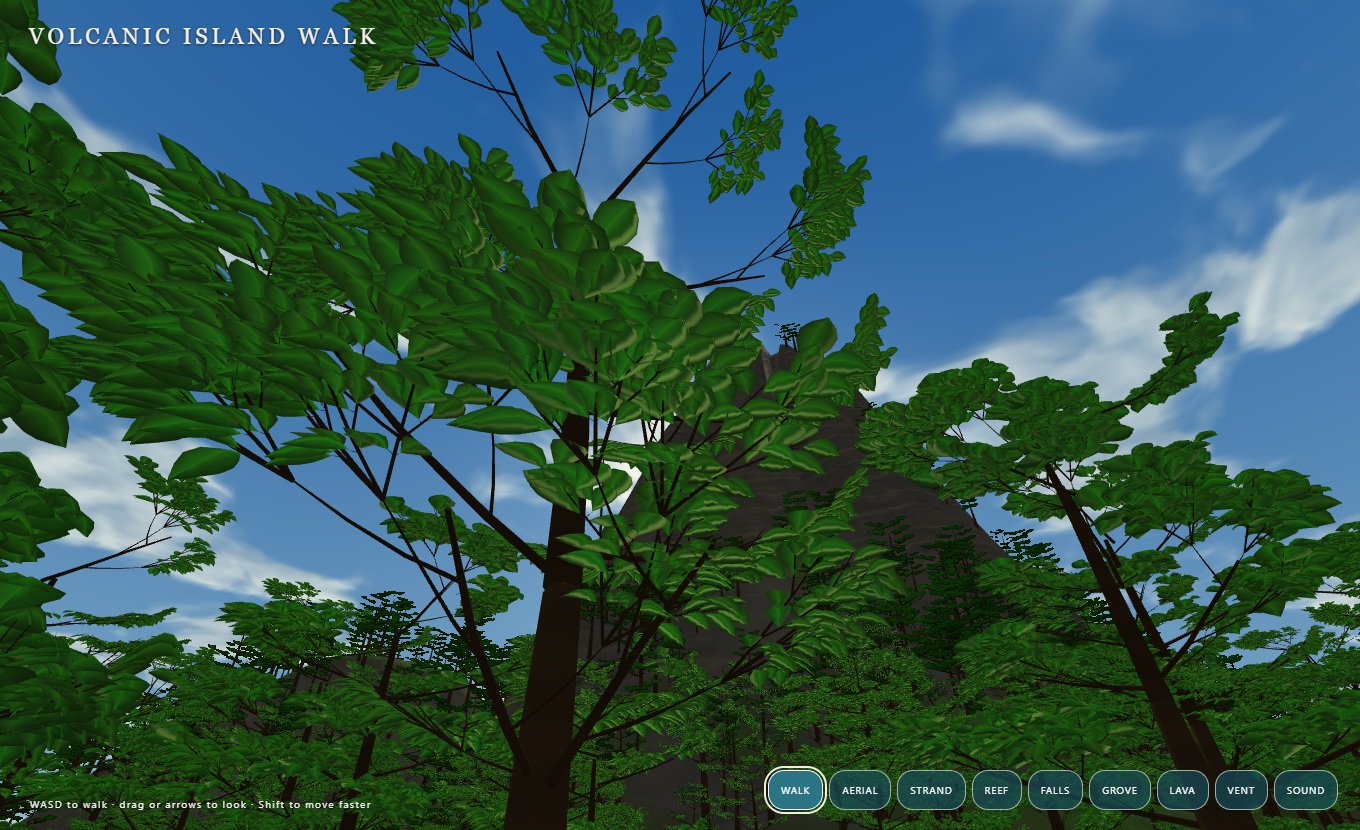 VOLCANIC ISLAND WALK
WASD to walk · drag or arrows to look · Shift to move faster
WALK
AERIAL
STRAND
REEF
FALLS
GROVE
LAVA
VENT
SOUND